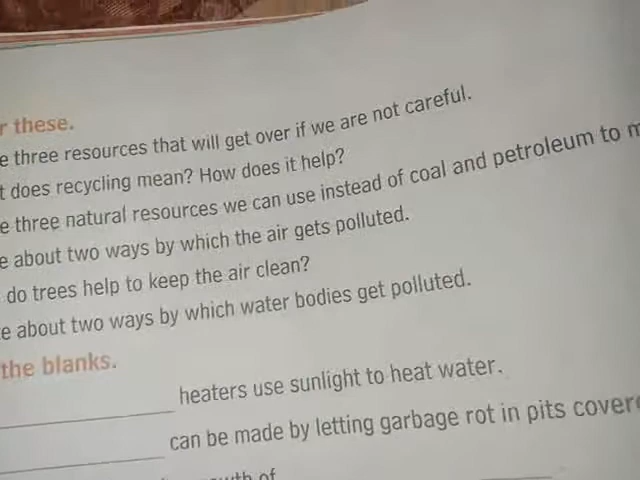 these.
three resources that will get over if we are not careful.
does recycling mean? How does it help?
three natural resources we can use instead of coal and petroleum to
about two ways by which the air gets polluted.
do trees help to keep the air clean?
about two ways by which water bodies get polluted.
the blanks.
heaters use sunlight to heat water.
can be made by letting garbage rot in pits
of